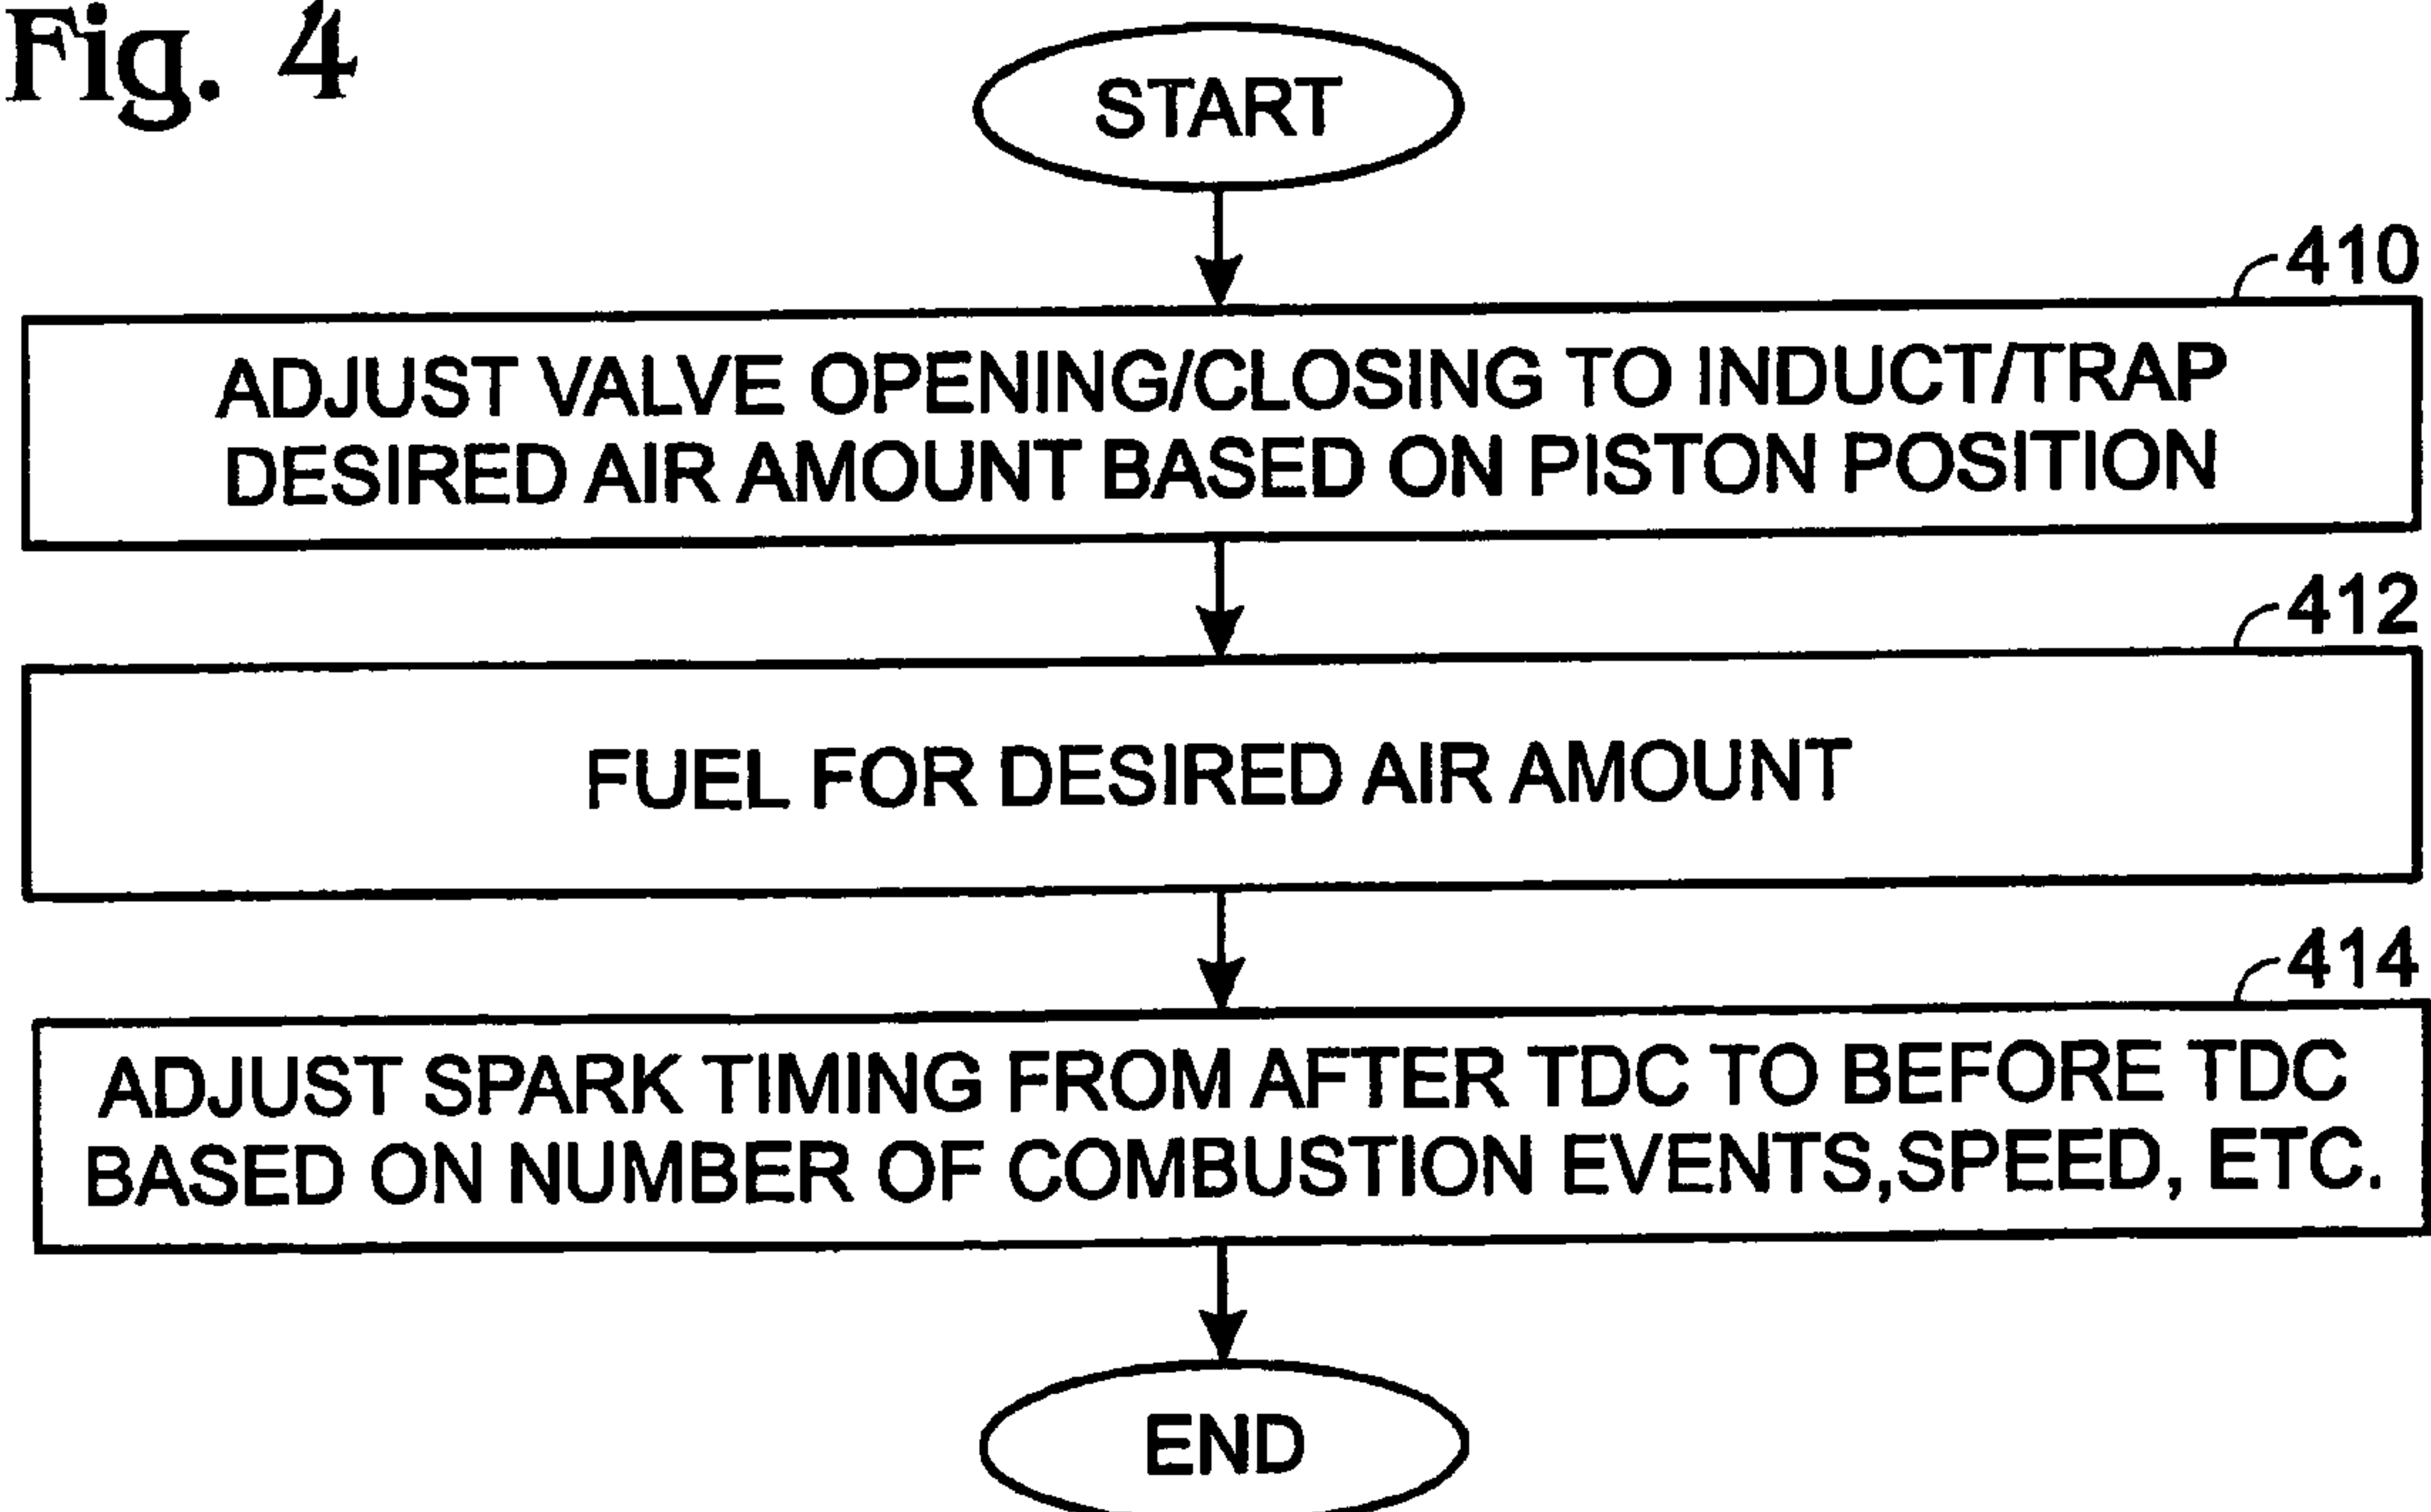 Fig. 4
START
410
ADJUST VALVE OPENING/CLOSING TO INDUCT/TRAP
DESIRED AIR AMOUNT BASED ON PISTON POSITION
412
FUEL FOR DESIRED AIR AMOUNT
414
ADJUST SPARK TIMING FROM AFTER TDC TO BEFORE TDC
BASED ON NUMBER OF COMBUSTION EVENTS,SPEED, ETC.
END